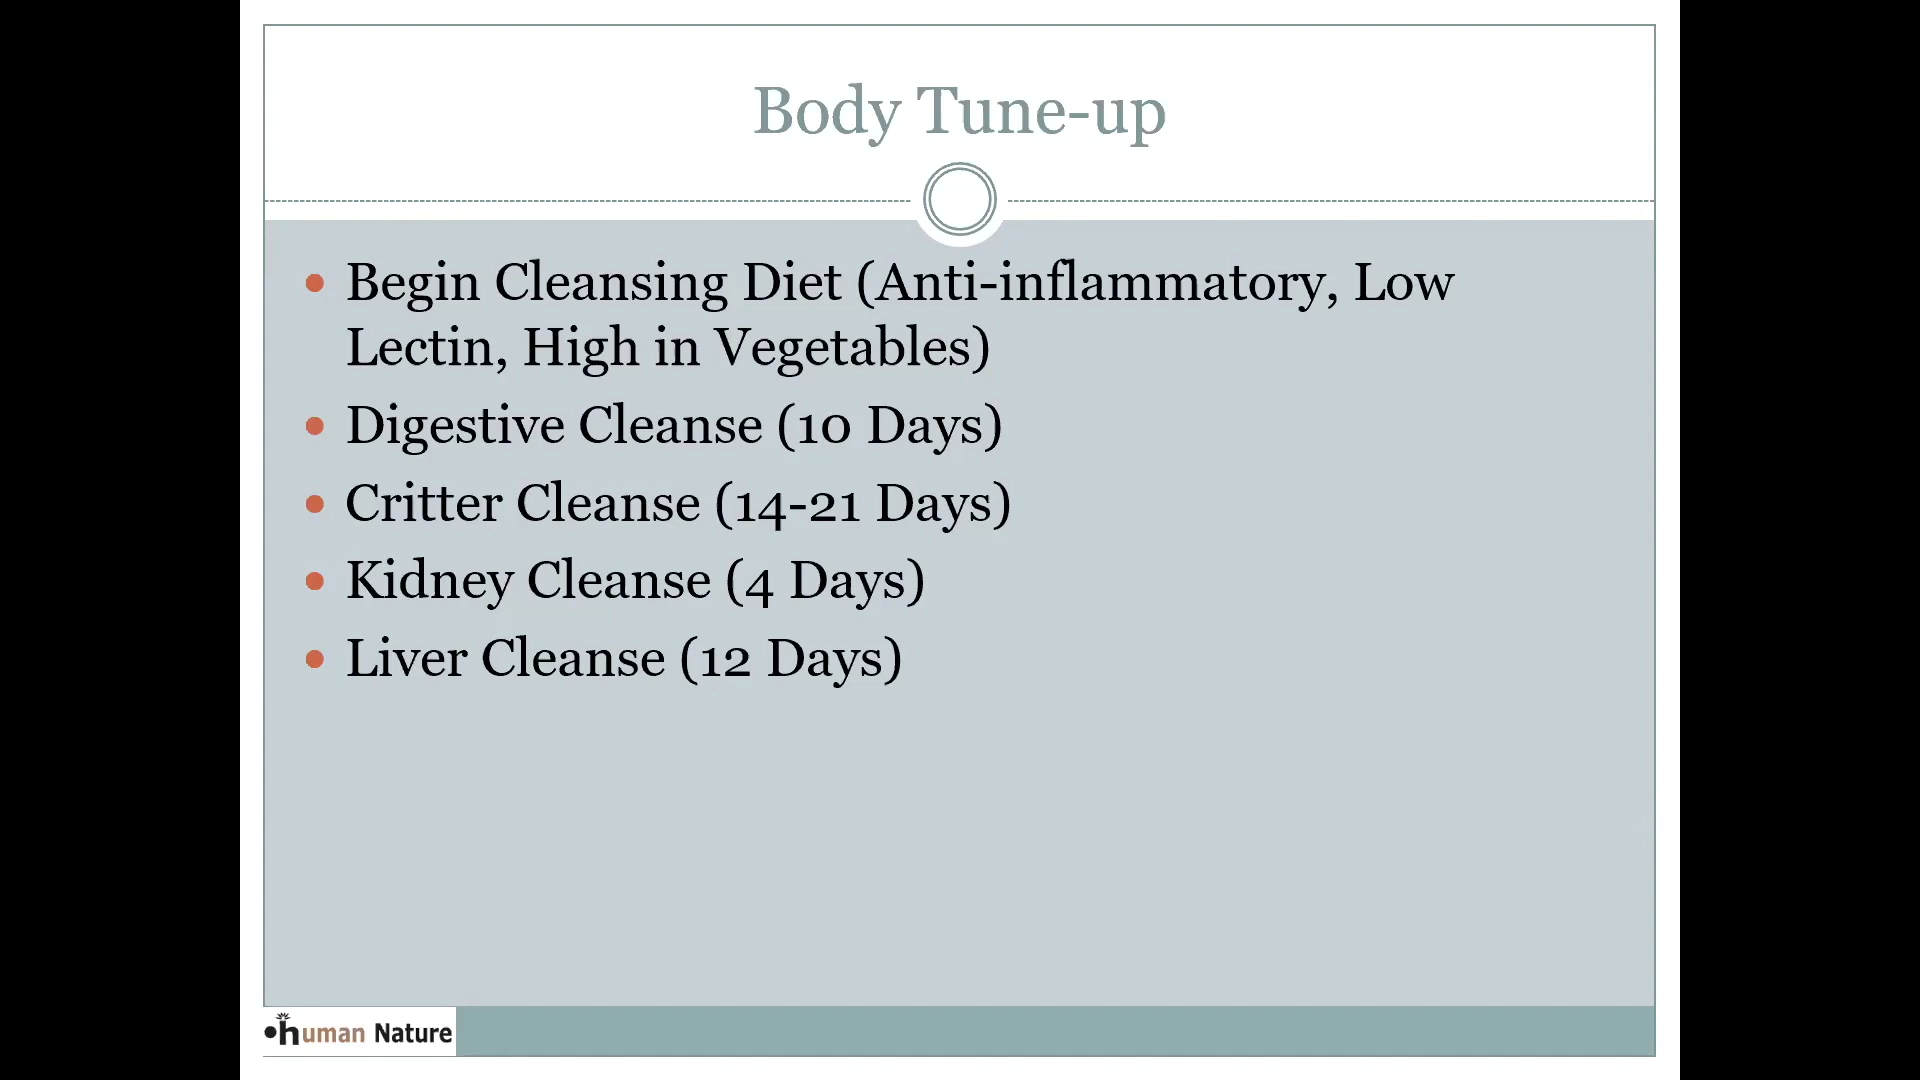 Body Tune-up
Begin Cleansing Diet (Anti-inflammatory, Low
Lectin, High in Vegetables)
Digestive Cleanse (10 Days)
Critter Cleanse (14-21 Days)
Kidney Cleanse (4 Days)
Liver Cleanse (12 Days)
human Nature